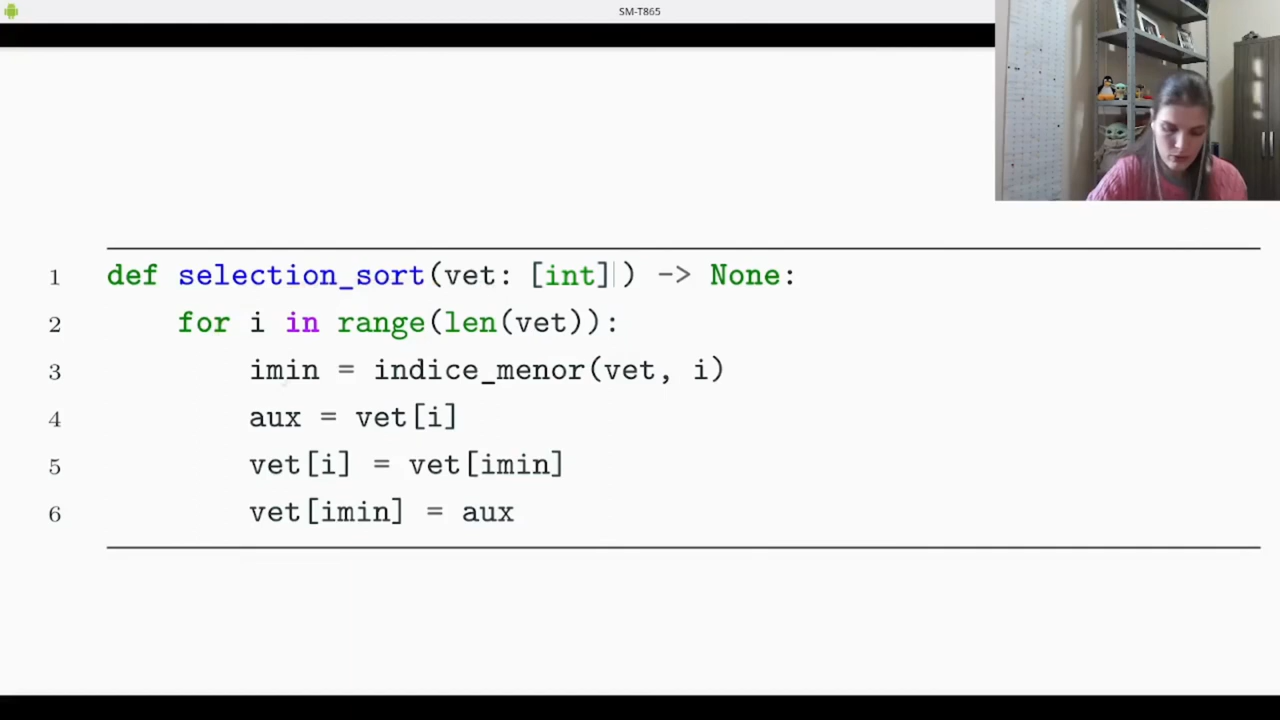 SM-T865
1 def selection_sort(vet: [int]) -> None:
2 for i in range(len(vet)):
3 imin = indice_menor(vet, i)
4 aux = vet[i]
5 vet[i] = vet[imin]
6 vet[imin] = aux